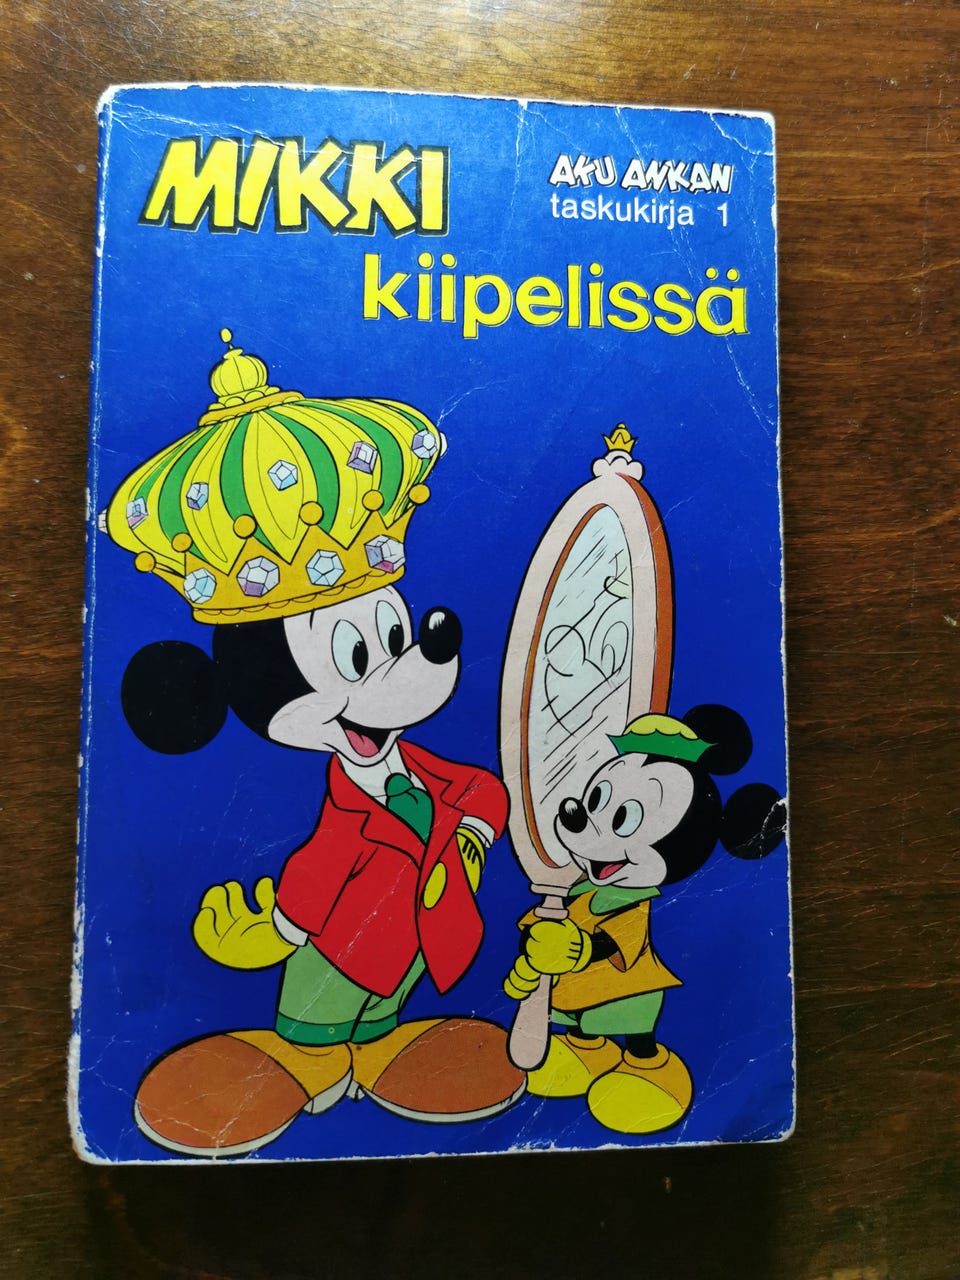 MIKKI
AKU ANKAN
taskukirja 1
kiipelissä